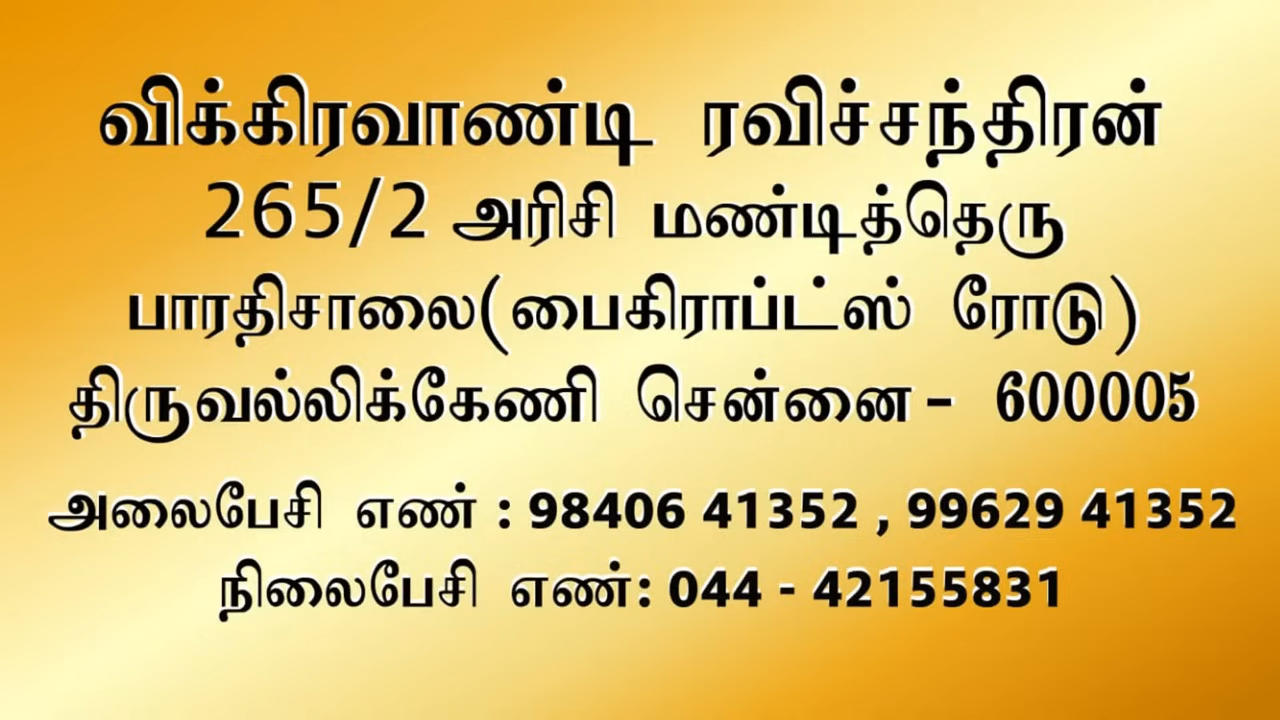 விக்கிரவாண்டி ரவிச்சந்திரன்
265/2 அரிசி மண்டித்தெரு
பாரதிசாலை(பைகிராப்ட்ஸ் ரோடு)
திருவல்லிக்கேணி சென்னை - 600005
அலைபேசி எண் : 98406 41352 , 99629 41352
நிலைபேசி எண்: 044 - 42155831